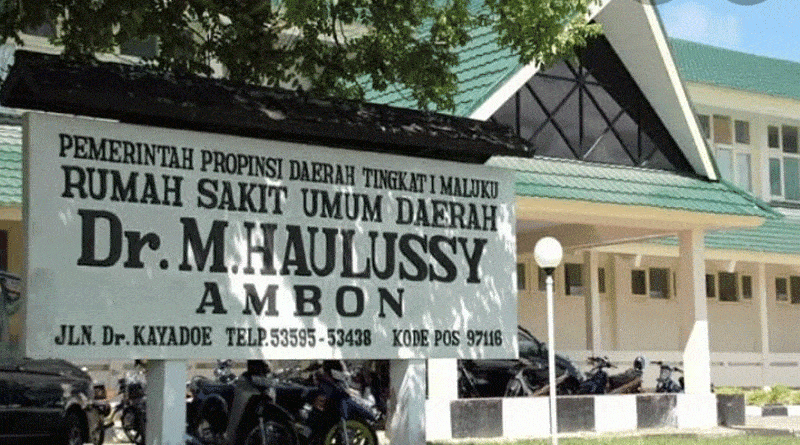 PEMERINTAH PROPINSI DAERAH TINGKAT I MALUKU
RUMAH SAKIT UMUM DAERAH
Dr. M. HAULUSSY
AMBON
JLN. Dr. KAYADOE TELP. 53595 - 53438 KODE POS 97116